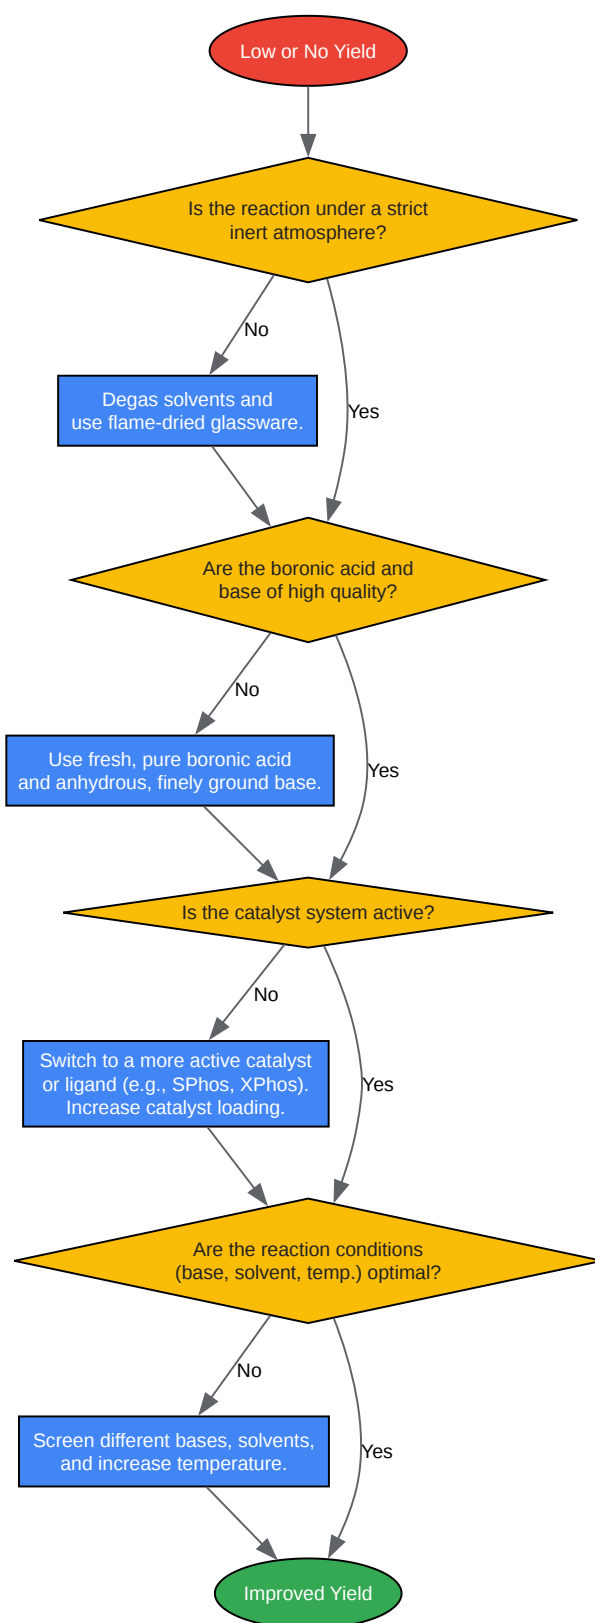 Low or No Yield
Is the reaction under a strict
inert atmosphere?
No
Degas solvents and
use flame-dried glassware.
Yes
Are the boronic acid and
base of high quality?
No
Use fresh, pure boronic acid
and anhydrous, finely ground base.
Yes
Is the catalyst system active?
No
Switch to a more active catalyst
or ligand (e.g., SPhos, XPhos).
Increase catalyst loading.
Yes
Are the reaction conditions
(base, solvent, temp.) optimal?
No
Screen different bases, solvents,
and increase temperature.
Yes
Improved Yield